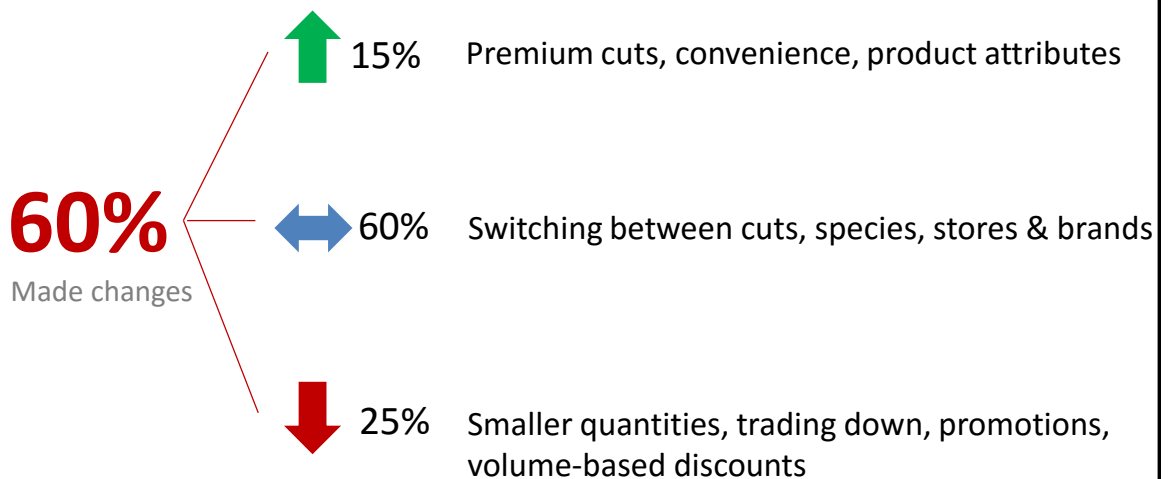 15% Premium cuts, convenience, product attributes
60%
Made changes
60% Switching between cuts, species, stores & brands
25% Smaller quantities, trading down, promotions,
volume-based discounts